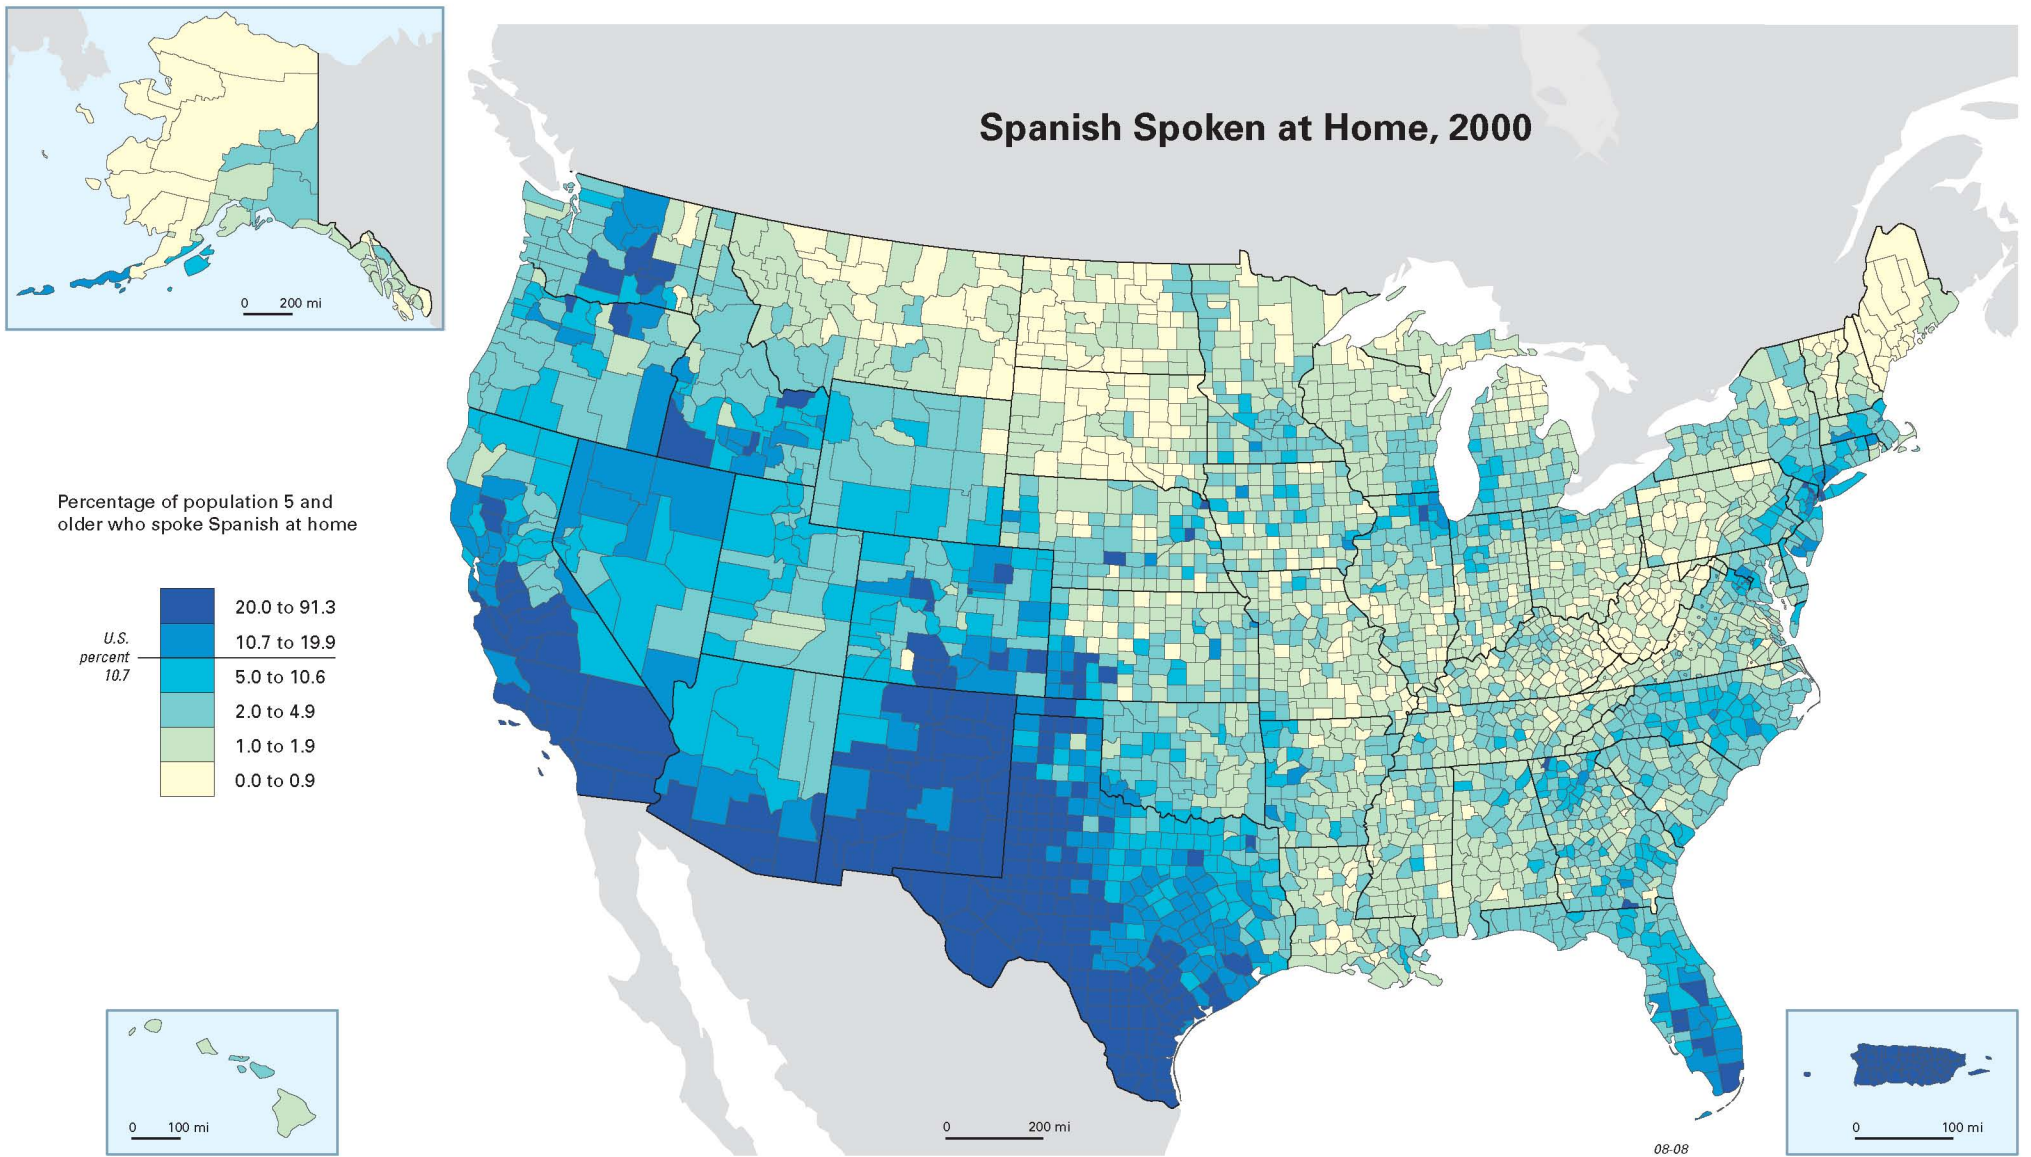 Spanish Spoken at Home, 2000
0 200 mi
Percentage of population 5 and
older who spoke Spanish at home
U.S.
percent
10.7
20.0 to 91.3
10.7 to 19.9
5.0 to 10.6
2.0 to 4.9
1.0 to 1.9
0.0 to 0.9
0 100 mi
0 200 mi
0 100 mi
08-08